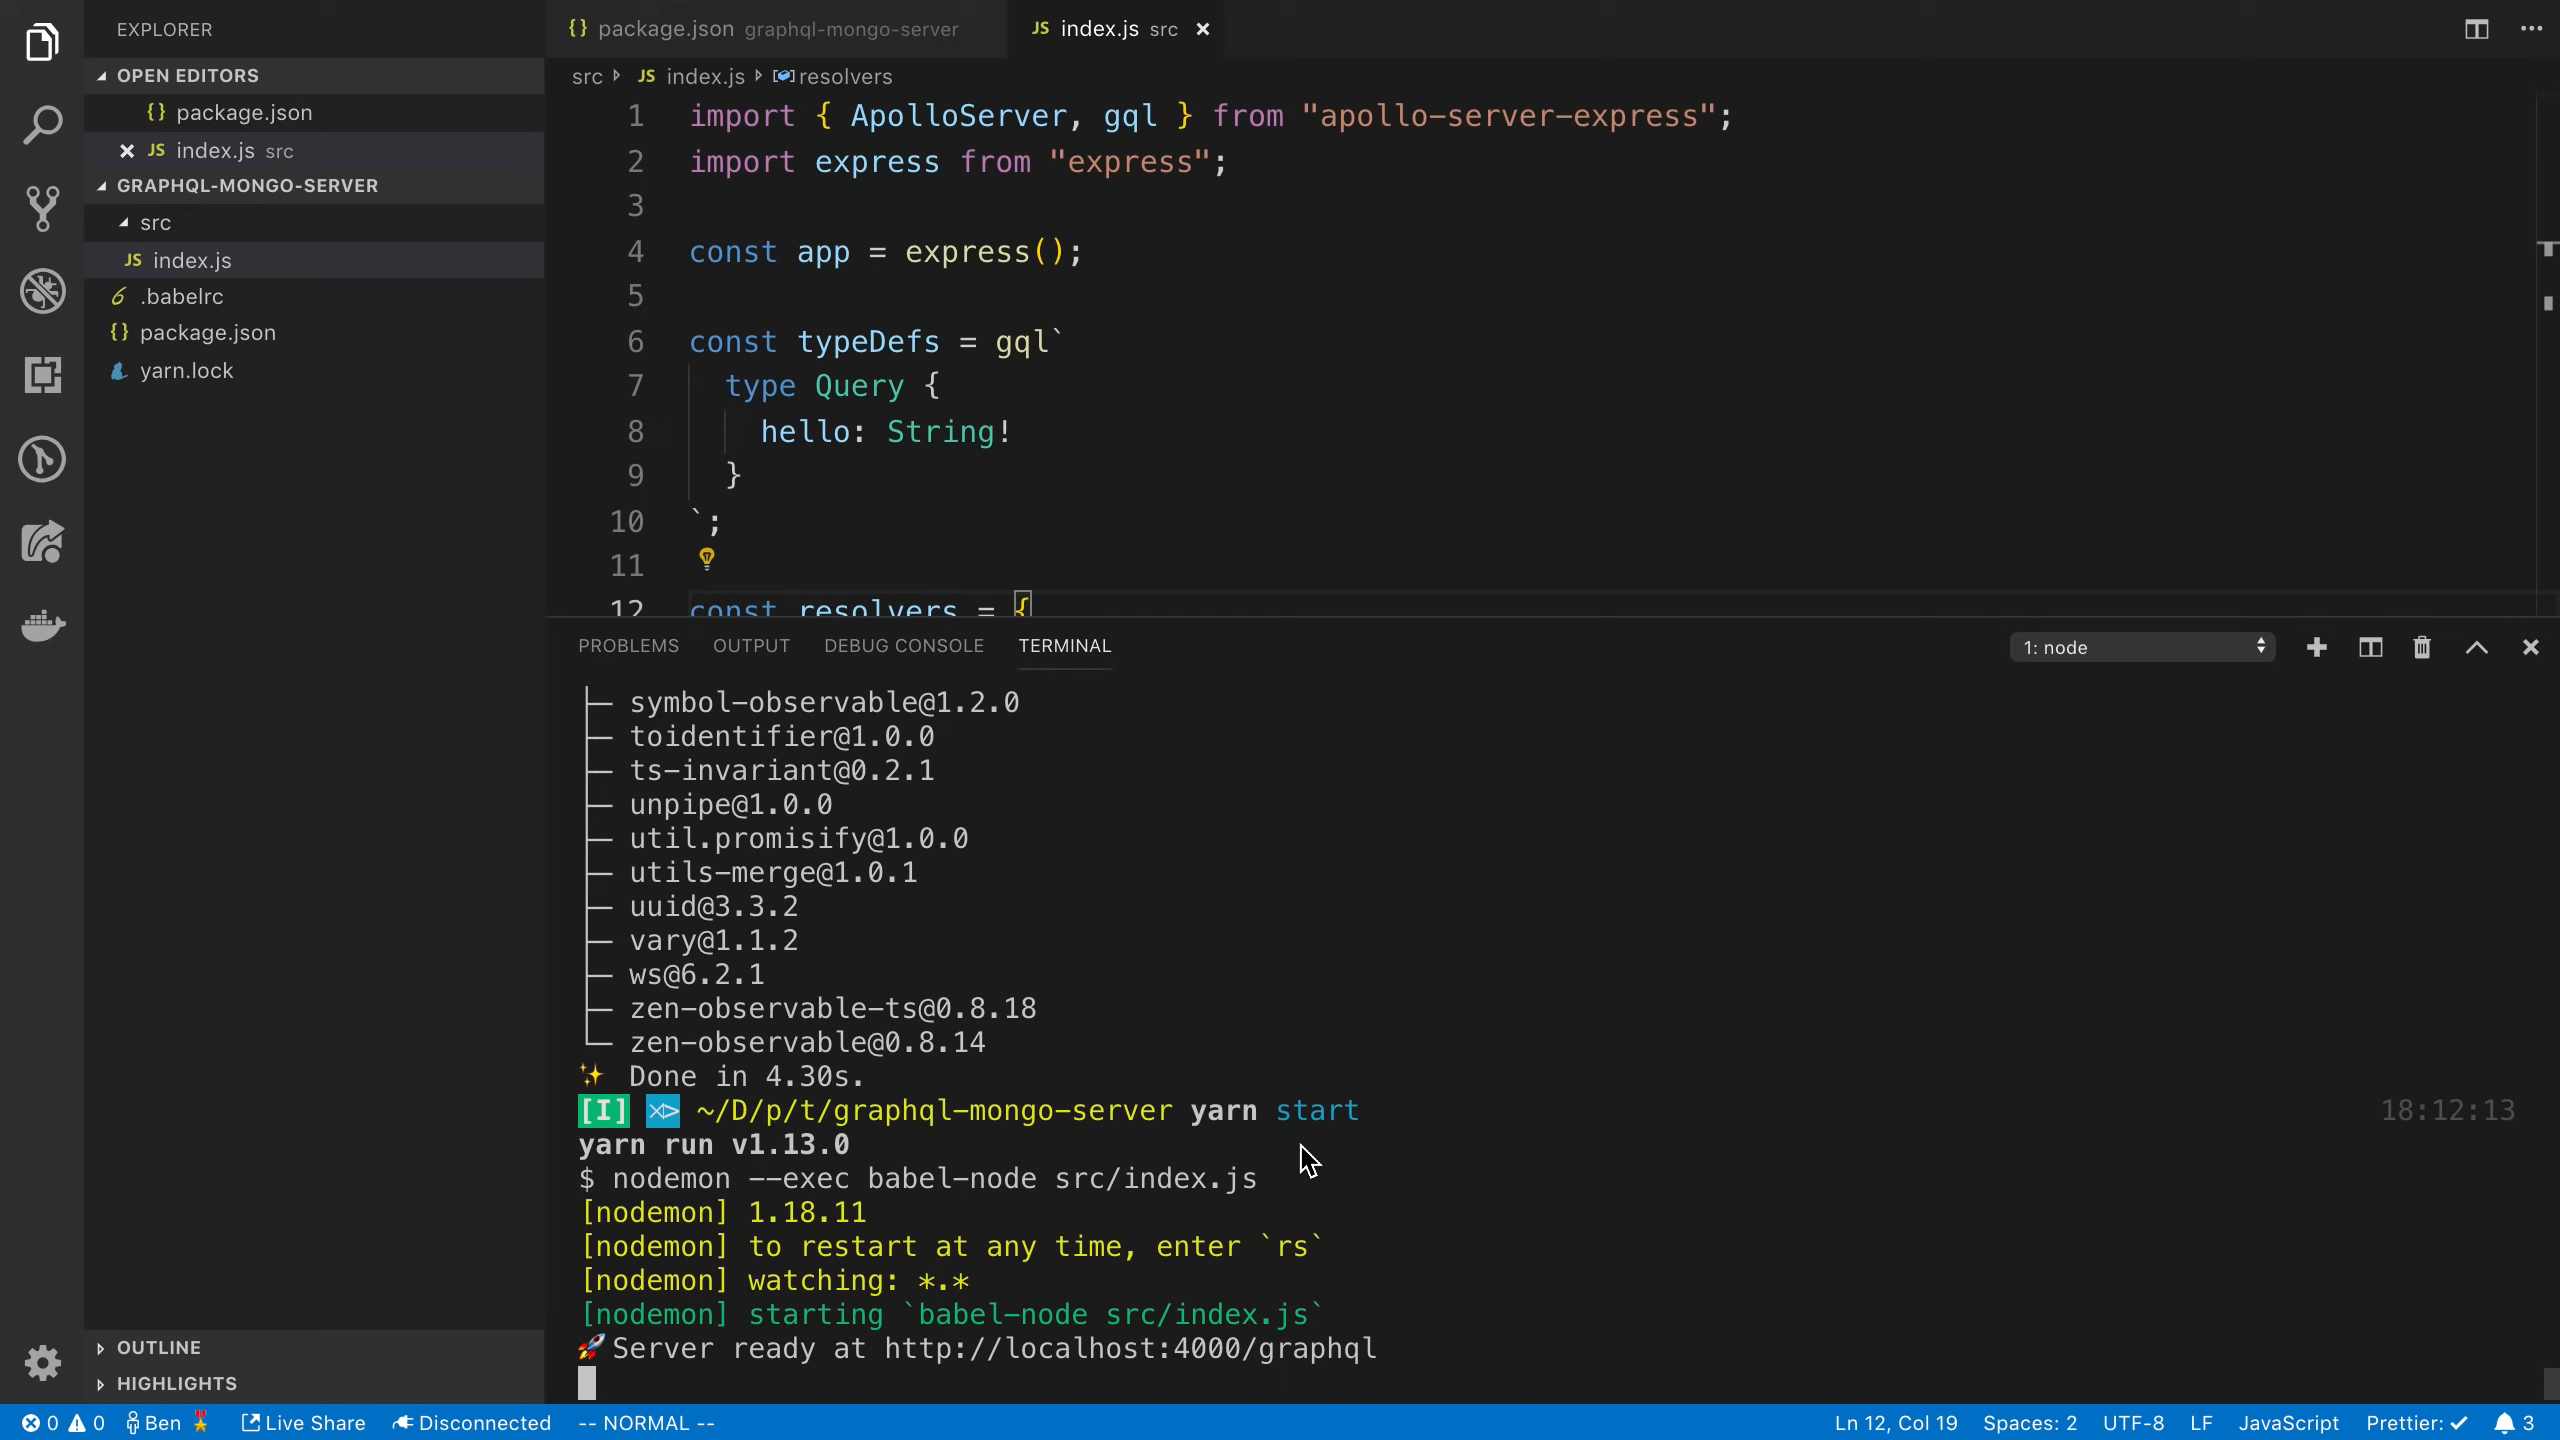 EXPLORER
OPEN EDITORS
{} package.json
× JS index.js src
GRAPHQL-MONGO-SERVER
src
JS index.js
.babelrc
{} package.json
yarn.lock
OUTLINE
HIGHLIGHTS
{} package.json graphql-mongo-server
JS index.js src ×
src JS index.js resolvers
1 import { ApolloServer, gql } from "apollo-server-express";
2 import express from "express";
3
4 const app = express();
5
6 const typeDefs = gql`
7 type Query {
8 hello: String!
9 }
10 `;
11
12 const resolvers = {
PROBLEMS OUTPUT DEBUG CONSOLE TERMINAL
1: node
├─ symbol-observable@1.2.0
├─ toidentifier@1.0.0
├─ ts-invariant@0.2.1
├─ unpipe@1.0.0
├─ util.promisify@1.0.0
├─ utils-merge@1.0.1
├─ uuid@3.3.2
├─ vary@1.1.2
├─ ws@6.2.1
├─ zen-observable-ts@0.8.18
└─ zen-observable@0.8.14
✨ Done in 4.30s.
[I] ⋊> ~/D/p/t/graphql-mongo-server yarn start 18:12:13
yarn run v1.13.0
$ nodemon --exec babel-node src/index.js
[nodemon] 1.18.11
[nodemon] to restart at any time, enter `rs`
[nodemon] watching: *.*
[nodemon] starting `babel-node src/index.js`
🚀 Server ready at http://localhost:4000/graphql
0 0 Ben 🎖 Live Share Disconnected -- NORMAL -- Ln 12, Col 19 Spaces: 2 UTF-8 LF JavaScript Prettier: ✓ 3